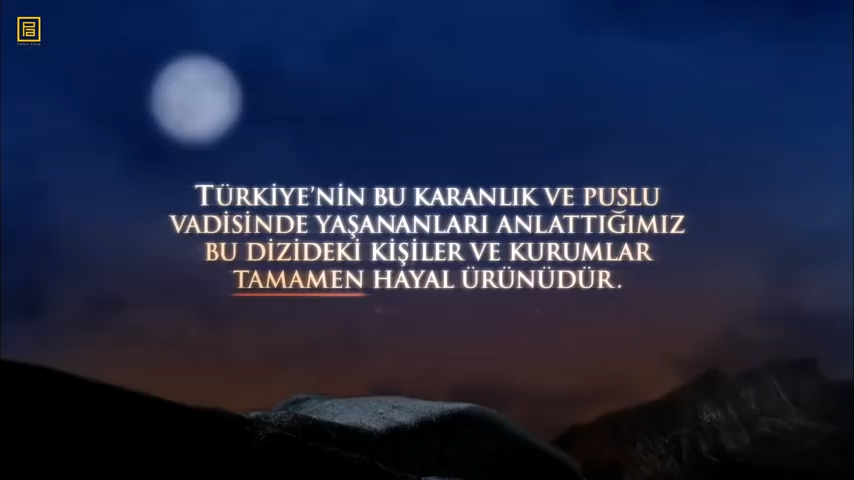 TÜRKİYE'NİN BU KARANLIK VE PUSLU
VADİSİNDE YAŞANANLARI ANLATTIĞIMIZ
BU DİZİDEKİ KİŞİLER VE KURUMLAR
TAMAMEN HAYAL ÜRÜNÜDÜR.